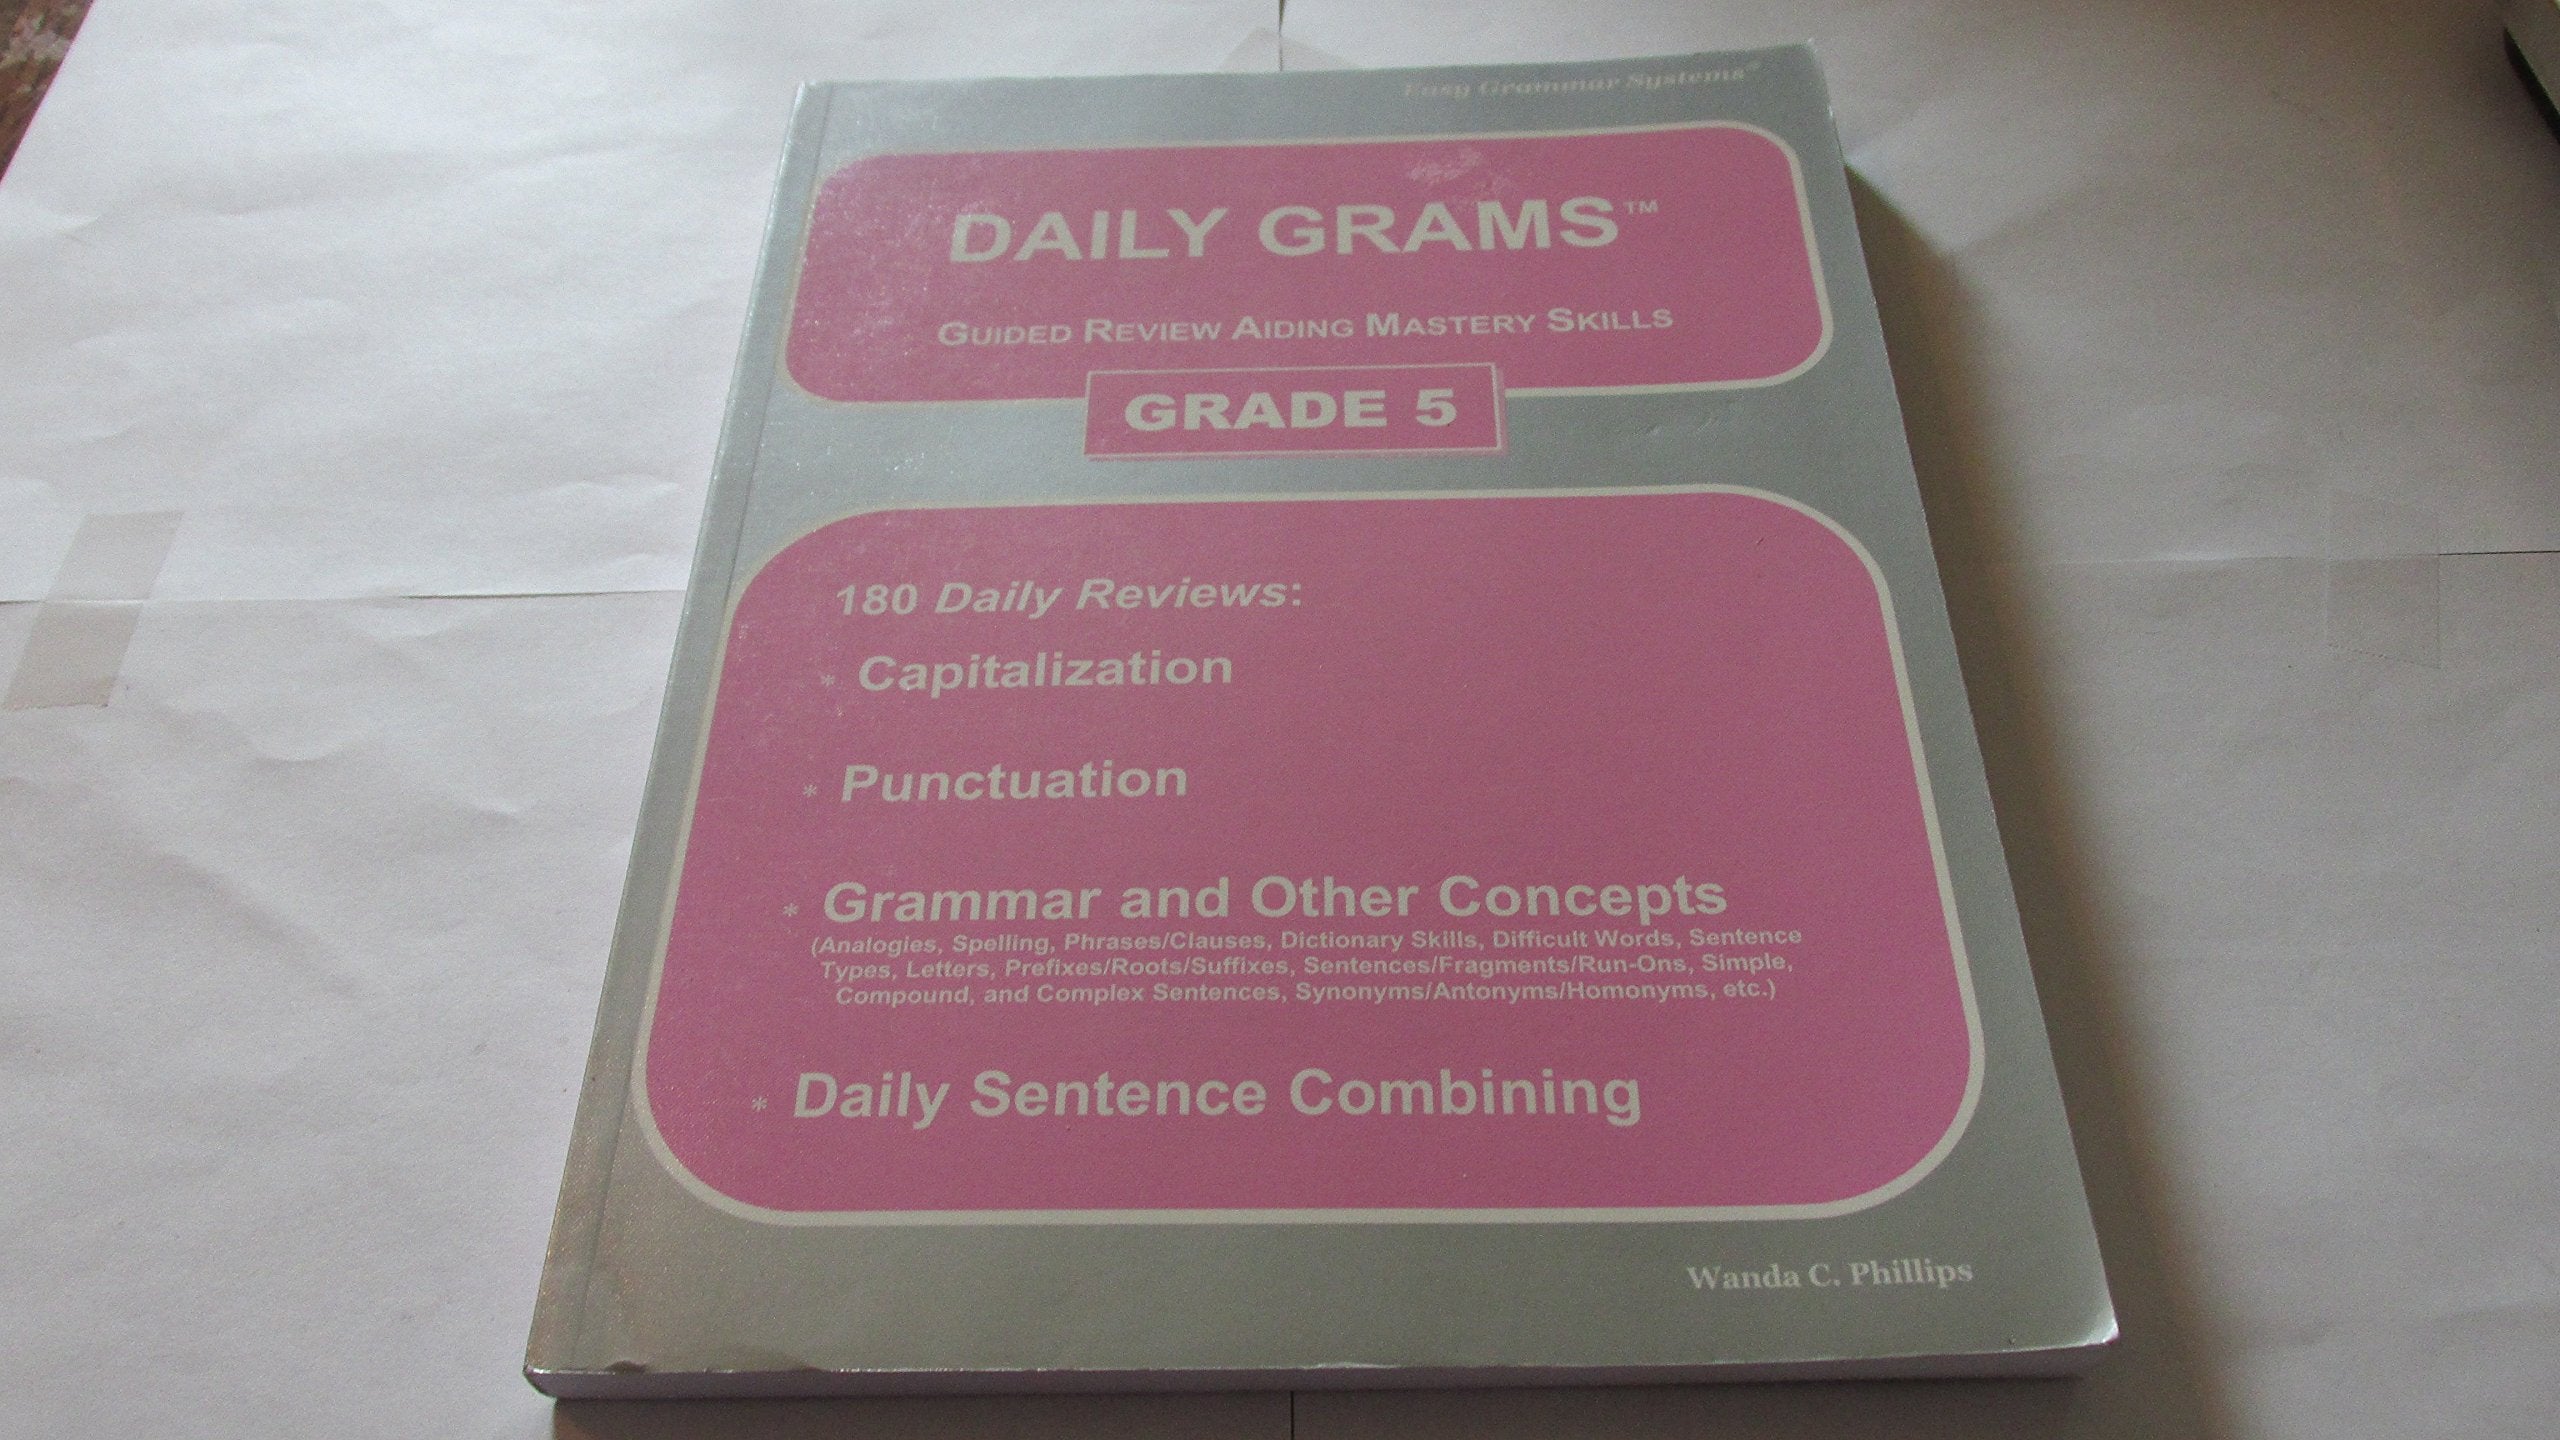 Easy Grammar Systems®
DAILY GRAMS™
GUIDED REVIEW AIDING MASTERY SKILLS
GRADE 5
180 Daily Reviews:
* Capitalization
* Punctuation
* Grammar and Other Concepts
(Analogies, Spelling, Phrases/Clauses, Dictionary Skills, Difficult Words, Sentence
Types, Letters, Prefixes/Roots/Suffixes, Sentences/Fragments/Run-Ons, Simple,
Compound, and Complex Sentences, Synonyms/Antonyms/Homonyms, etc.)
* Daily Sentence Combining
Wanda C. Phillips